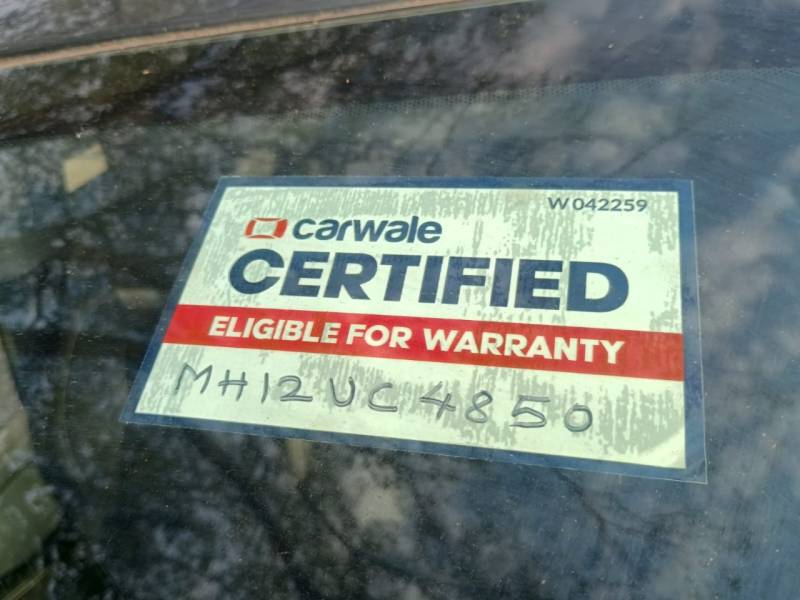 W042259
carwale
CERTIFIED
ELIGIBLE FOR WARRANTY
MH12UC4850